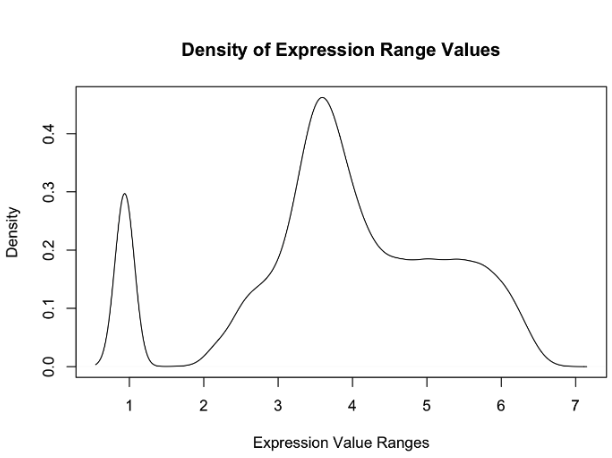 Density of Expression Range Values
Density
0.0 0.1 0.2 0.3 0.4
1 2 3 4 5 6 7
Expression Value Ranges